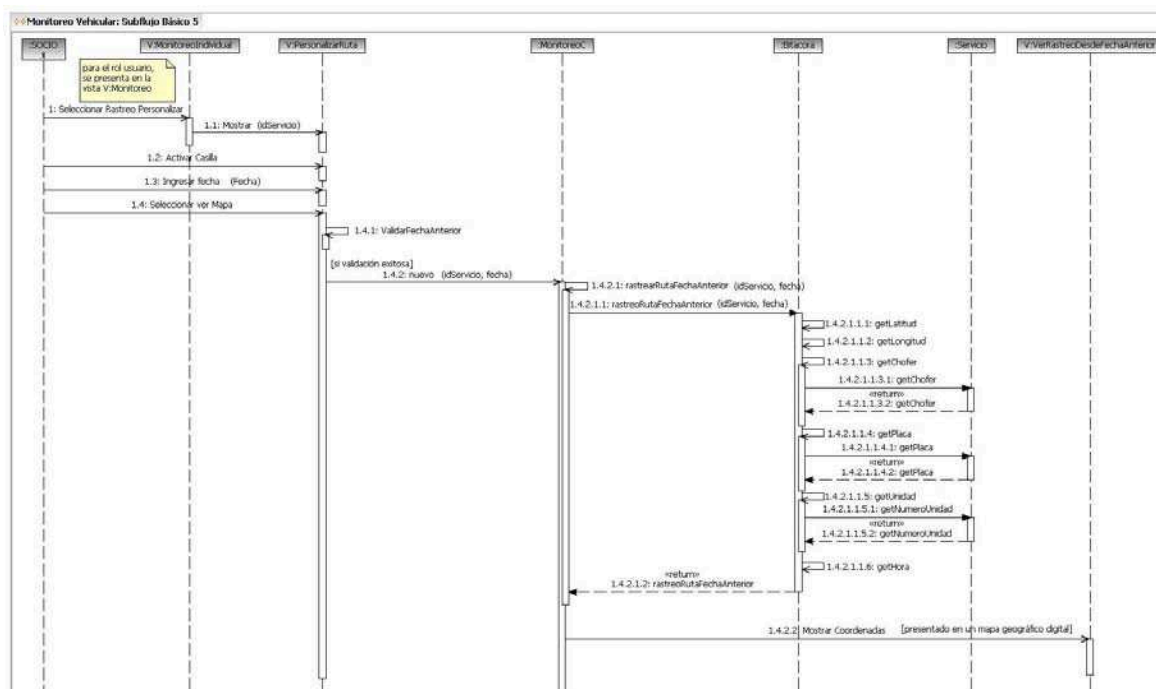 Monitoreo Vehicular: Subflujo Básico 5
:SOCIO
V:MonitoreoIndividual
V:PersonalizarRuta
:MonitoreoC
:Bitacora
:Servicio
V:VerRastreoDesdeFechaAnterior
para el rol usuario,
se presenta en la
vista V:Monitoreo
1: Seleccionar Rastreo Personalizar
1.1: Mostrar (idServicio)
1.2: Activar Casilla
1.3: Ingresar fecha (Fecha)
1.4: Seleccionar ver Mapa
1.4.1: ValidarFechaAnterior
[si validación exitosa]
1.4.2: nuevo (idServicio, fecha)
1.4.2.1: rastrearRutaFechaAnterior (idServicio, fecha)
1.4.2.1.1: rastreoRutaFechaAnterior (idServicio, fecha)
1.4.2.1.1.1: getLatitud
1.4.2.1.1.2: getLongitud
1.4.2.1.1.3: getChofer
1.4.2.1.1.3.1: getChofer
«return»
1.4.2.1.1.3.2: getChofer
1.4.2.1.1.4: getPlaca
1.4.2.1.1.4.1: getPlaca
«return»
1.4.2.1.1.4.2: getPlaca
1.4.2.1.1.5: getUnidad
1.4.2.1.1.5.1: getNumeroUnidad
«return»
1.4.2.1.1.5.2: getNumeroUnidad
1.4.2.1.1.6: getHora
«return»
1.4.2.1.2: rastreoRutaFechaAnterior
1.4.2.2: Mostrar Coordenadas [presentado en un mapa geográfico digital]